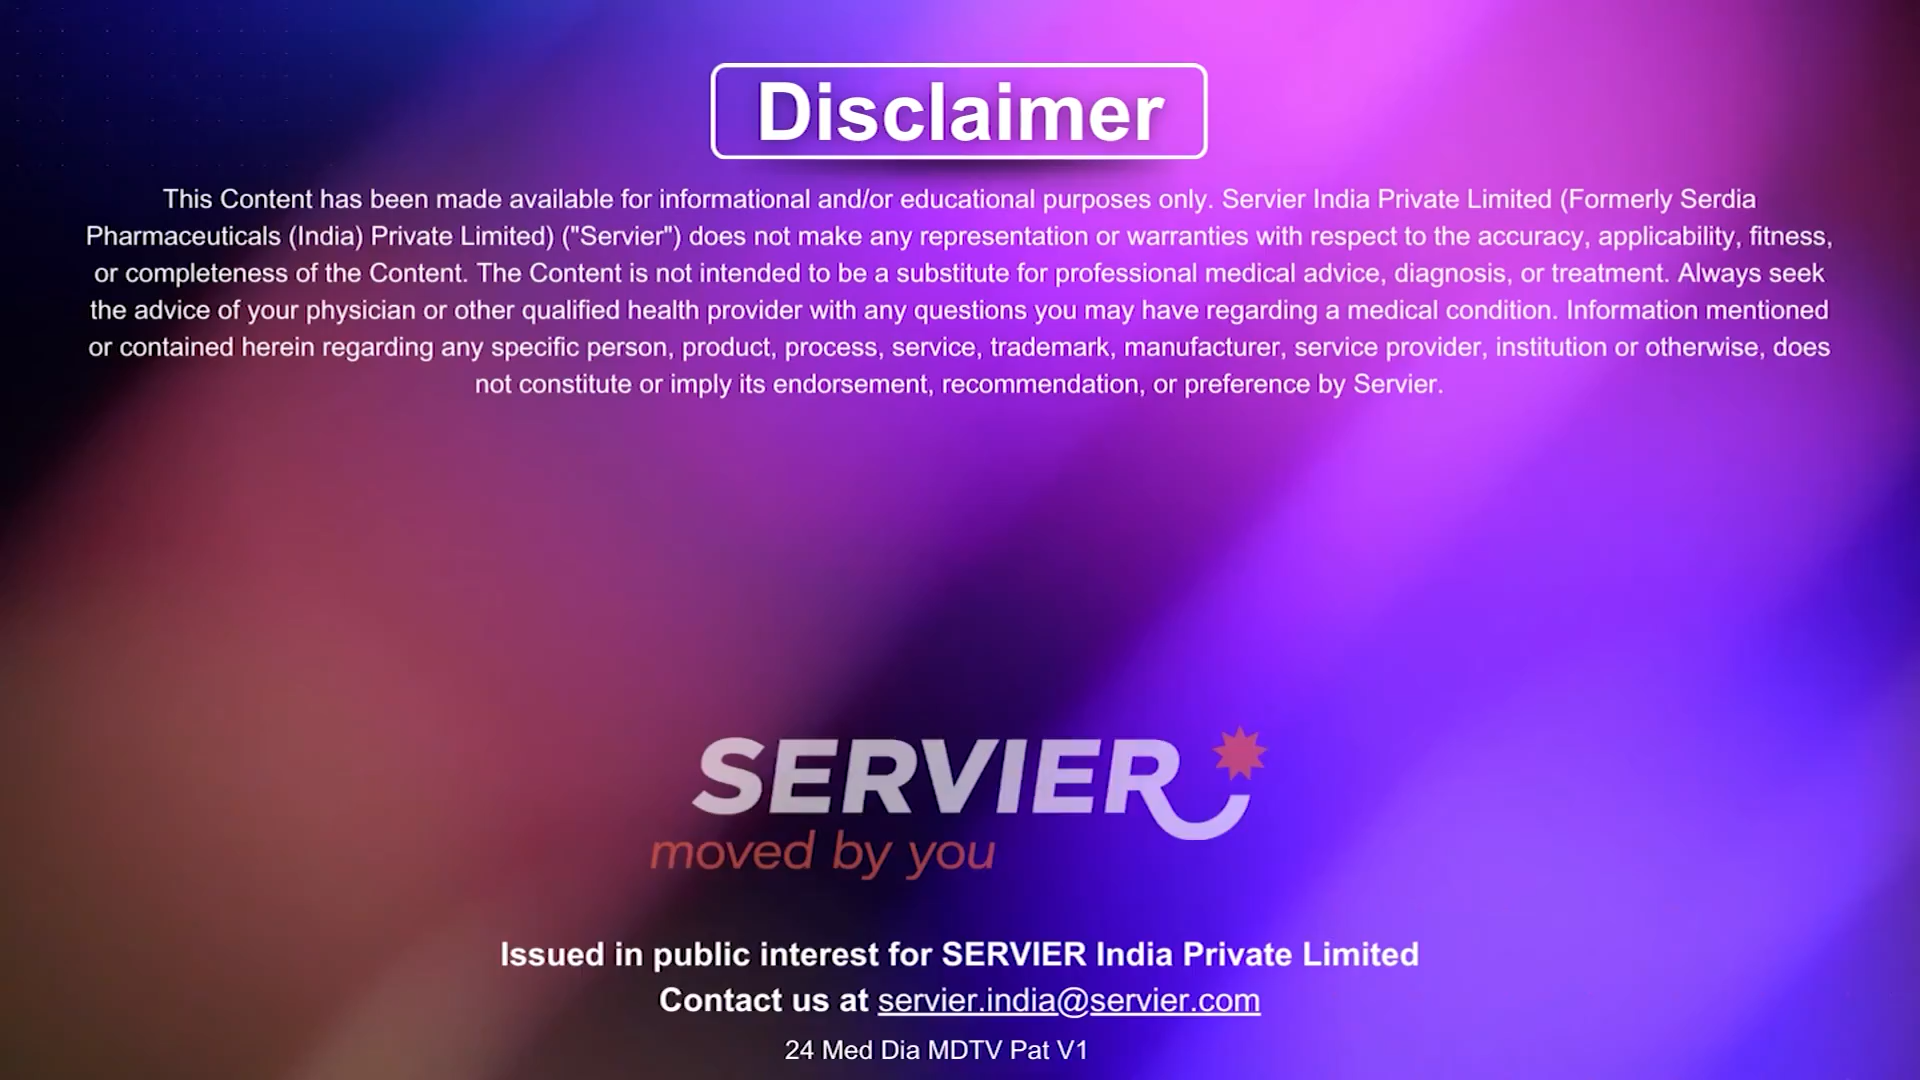 Disclaimer
This Content has been made available for informational and/or educational purposes only. Servier India Private Limited (Formerly Serdia
Pharmaceuticals (India) Private Limited) ("Servier") does not make any representation or warranties with respect to the accuracy, applicability, fitness,
or completeness of the Content. The Content is not intended to be a substitute for professional medical advice, diagnosis, or treatment. Always seek
the advice of your physician or other qualified health provider with any questions you may have regarding a medical condition. Information mentioned
or contained herein regarding any specific person, product, process, service, trademark, manufacturer, service provider, institution or otherwise, does
not constitute or imply its endorsement, recommendation, or preference by Servier.
SERVIER
moved by you
Issued in public interest for SERVIER India Private Limited
Contact us at servier.india@servier.com
24 Med Dia MDTV Pat V1